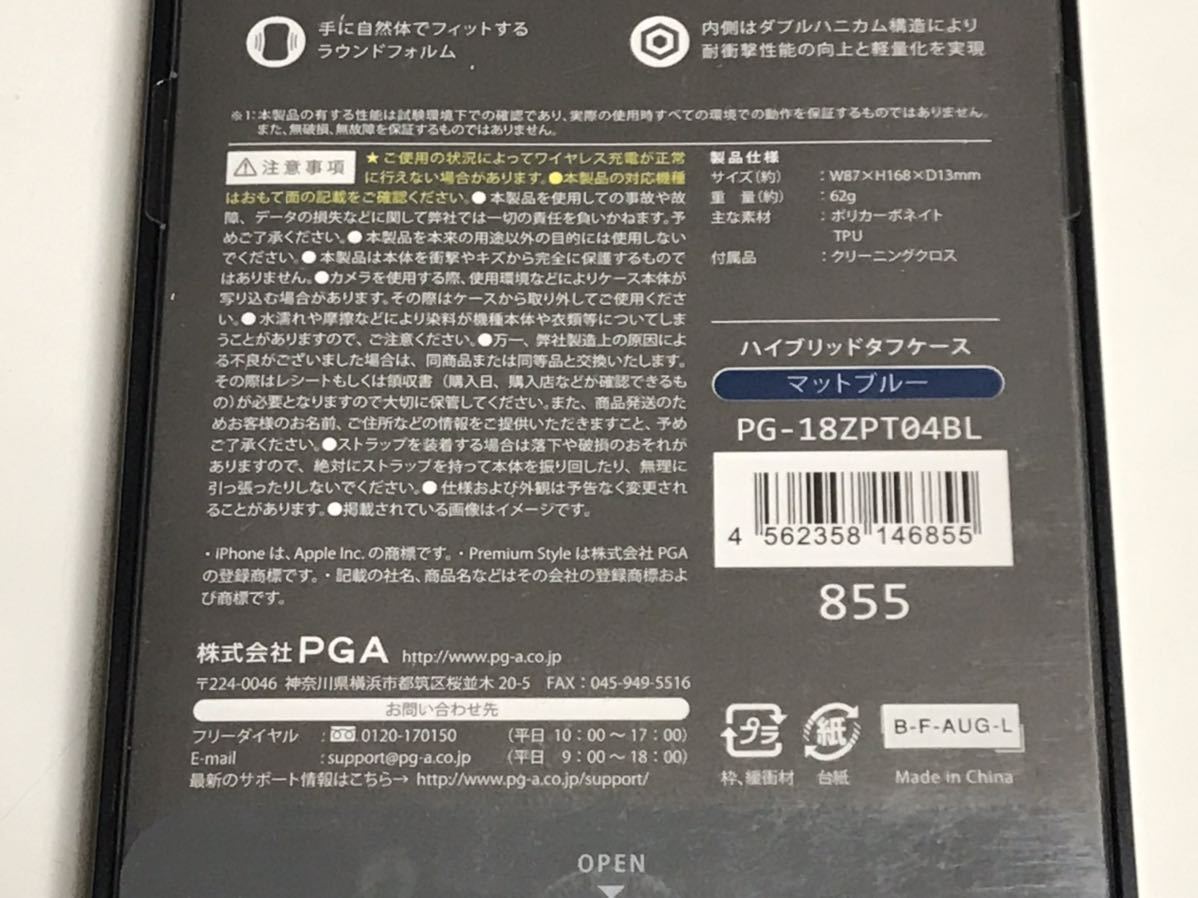 手に自然体でフィットする
ラウンドフォルム
内側はダブルハニカム構造により
耐衝撃性能の向上と軽量化を実現
※1:本製品の有する性能は試験環境下での確認であり、実際の使用時すべての環境での動作を保証するものではありません。
また、無破損、無故障を保証するものではありません。
⚠注意事項 ★ご使用の状況によってワイヤレス充電が正常
に行えない場合があります。●本製品の対応機種
はおもて面の記載をご確認ください。●本製品を使用しての事故や故
障、データの損失などに関して弊社では一切の責任を負いかねます。予
めご了承ください。●本製品を本来の用途以外の目的には使用しない
でください。●本製品は本体を衝撃やキズから完全に保護するもので
はありません。●カメラを使用する際、使用環境などによりケース本体が
写り込む場合があります。その際はケースから取り外してご使用くださ
い。●水濡れや摩擦などにより染料が機種本体や衣類等についてしま
うことがありますので、ご注意ください。●万一、弊社製造上の原因によ
る不良がございました場合は、同商品または同等品と交換いたします。
その際はレシートもしくは領収書（購入日、購入店などが確認できるも
の）が必要となりますので大切に保管してください。また、商品発送のた
めお客様のお名前、ご住所などの情報をご提供いただきますこと、予め
ご了承ください。●ストラップを装着する場合は落下や破損のおそれが
ありますので、絶対にストラップを持って本体を振り回したり、無理に
引っ張ったりしないでください。●仕様および外観は予告なく変更され
ることがあります。●掲載されている画像はイメージです。
・iPhone は、Apple Inc. の商標です。・Premium Style は株式会社 PGA
の登録商標です。・記載の社名、商品名などはその会社の登録商標およ
び商標です。
株式会社PGA http://www.pg-a.co.jp
〒224-0046 神奈川県横浜市都筑区桜並木 20-5 FAX：045-949-5516
お問い合わせ先
フリーダイヤル :0120-170150 （平日 10：00〜17：00）
E-mail :support@pg-a.co.jp （平日 9：00〜18：00）
最新のサポート情報はこちら→ http://www.pg-a.co.jp/support/
製品仕様
サイズ（約） ：W87×H168×D13mm
重 量（約） ：62g
主な素材 ：ポリカーボネイト
TPU
付属品 ：クリーニングクロス
ハイブリッドタフケース
マットブルー
PG-18ZPT04BL
4 562358 146855
855
プラ 紙 B-F-AUG-L
枠、緩衝材 台紙 Made in China
OPEN